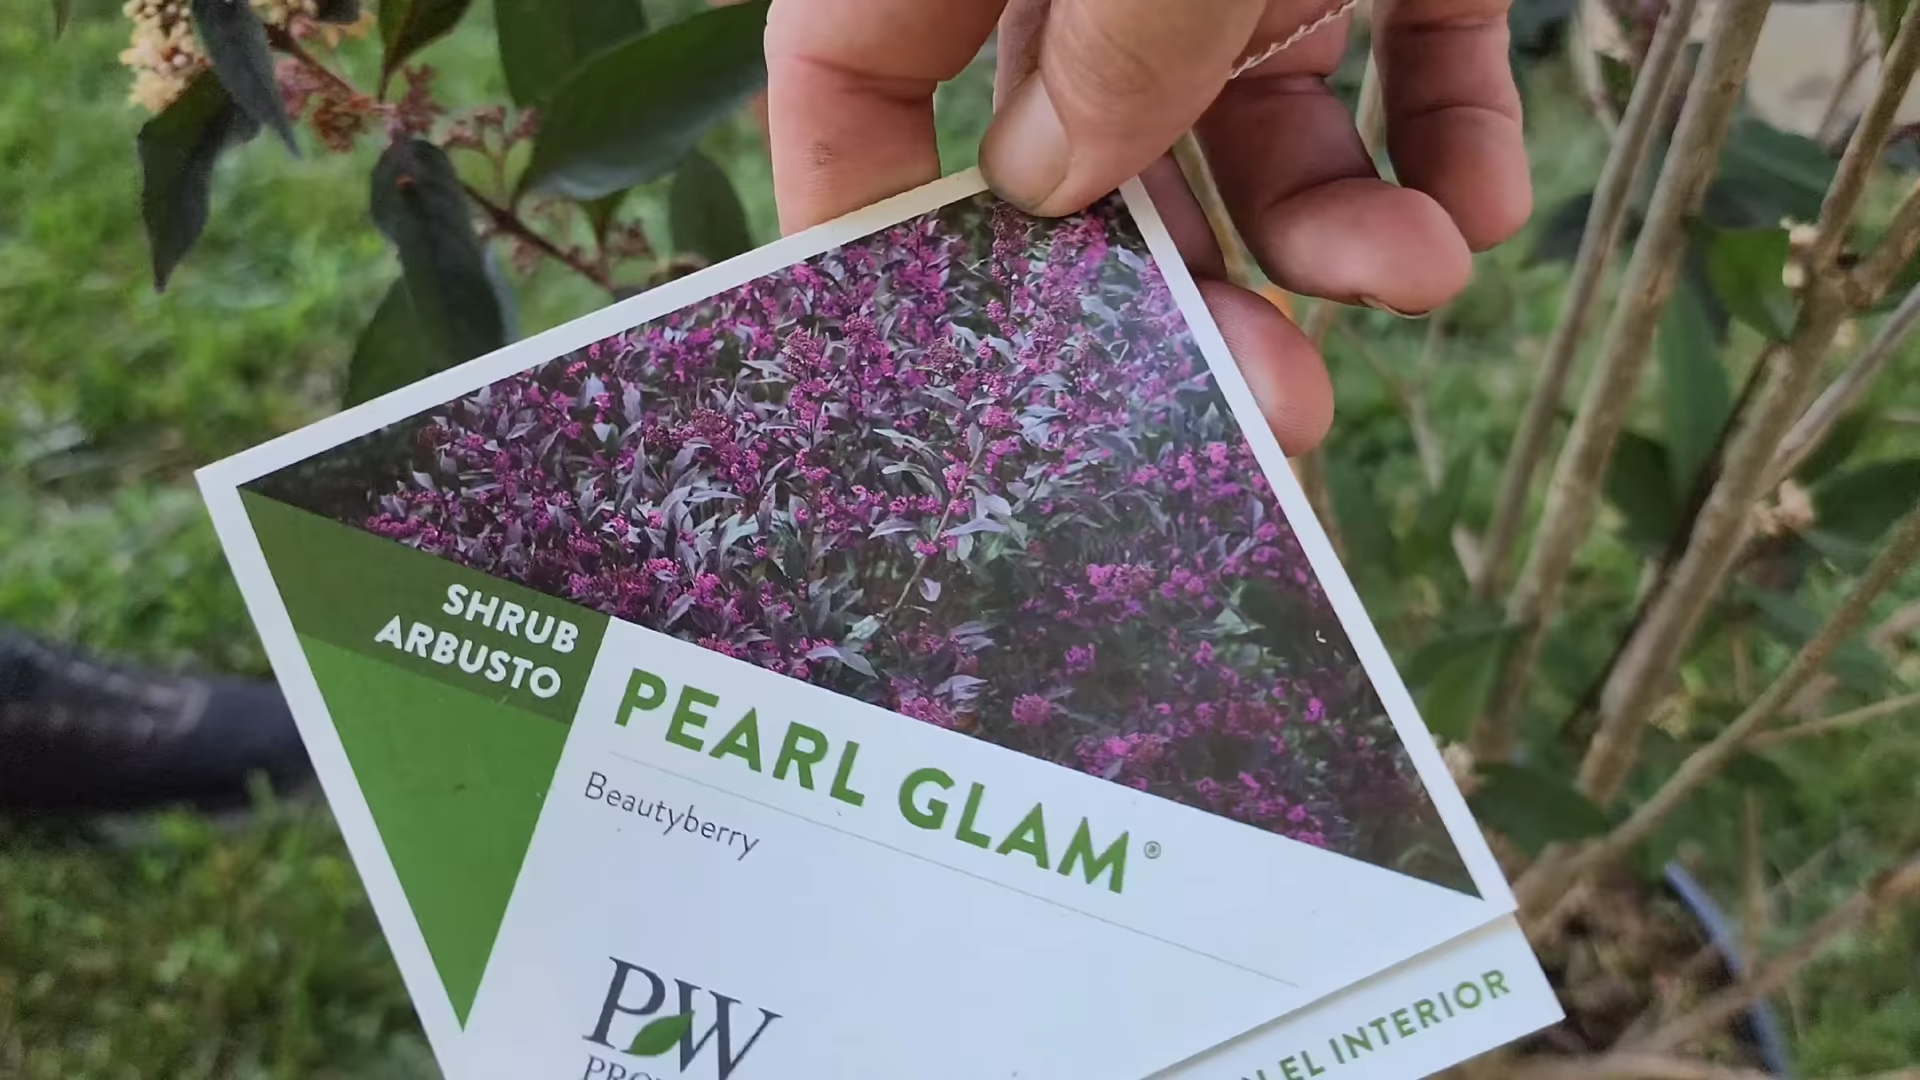 SHRUB
ARBUSTO
PEARL GLAM®
Beautyberry
PW
EL INTERIOR